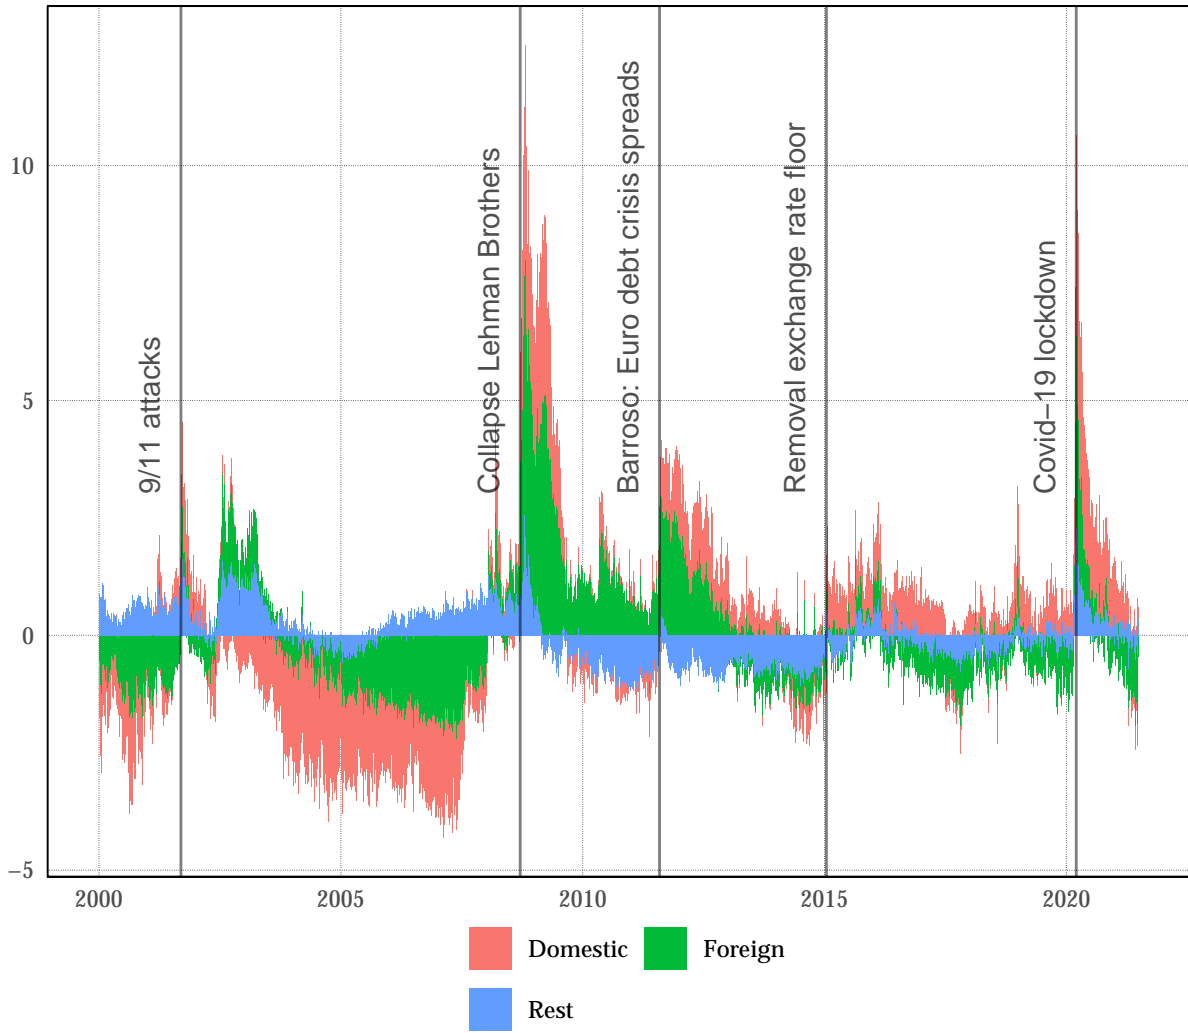 10
5
0
−5
9/11 attacks
Collapse Lehman Brothers
Barroso: Euro debt crisis spreads
Removal exchange rate floor
Covid−19 lockdown
2000
2005
2010
2015
2020
Domestic
Foreign
Rest